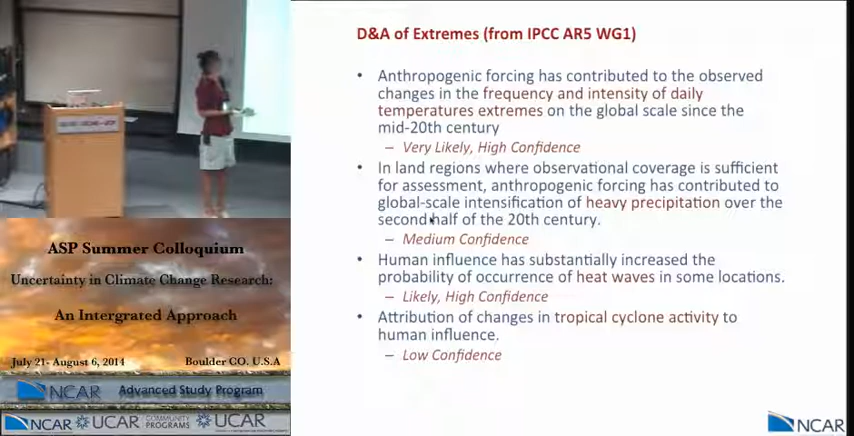 D&A of Extremes (from IPCC AR5 WG1)
• Anthropogenic forcing has contributed to the observed
changes in the frequency and intensity of daily
temperatures extremes on the global scale since the
mid-20th century
– Very Likely, High Confidence
• In land regions where observational coverage is sufficient
for assessment, anthropogenic forcing has contributed to
global-scale intensification of heavy precipitation over the
second half of the 20th century.
– Medium Confidence
• Human influence has substantially increased the
probability of occurrence of heat waves in some locations.
– Likely, High Confidence
• Attribution of changes in tropical cyclone activity to
human influence.
– Low Confidence
NCAR
ASP Summer Colloquium
Uncertainty in Climate Change Research:
An Intergrated Approach
July 21- August 6, 2014 Boulder CO. U.S.A
NCAR Advanced Study Program
NCAR UCAR COMMUNITY PROGRAMS UCAR